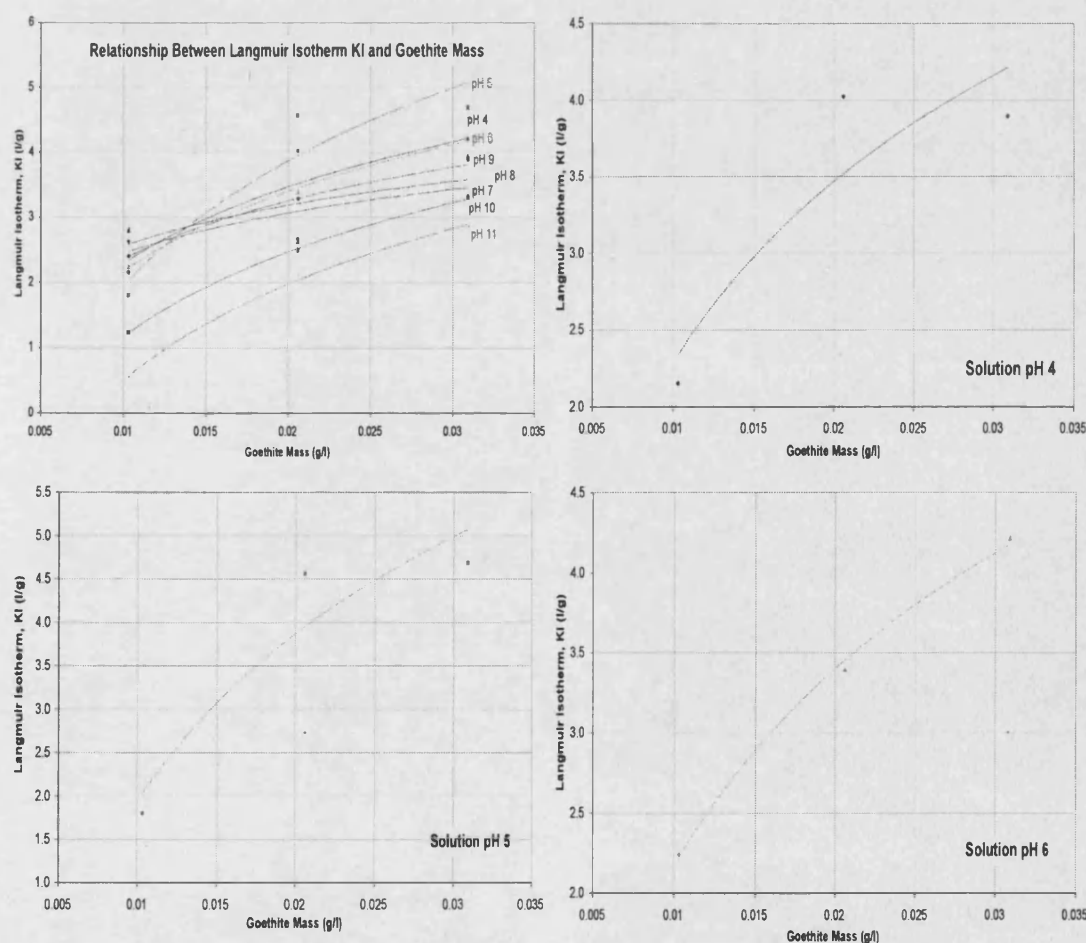 Relationship Between Langmuir Isotherm KI and Goethite Mass
Langmuir Isotherm, KI (l/g)
6
5
4
3
2
1
0
pH 5
pH 4
pH 6
pH 9
pH 8
pH 7
pH 10
pH 11
0.005 0.01 0.015 0.02 0.025 0.03 0.035
Goethite Mass (g/l)
Langmuir Isotherm, KI (l/g)
4.5
4.0
3.5
3.0
2.5
2.0
Solution pH 4
0.005 0.01 0.015 0.02 0.025 0.03 0.035
Goethite Mass (g/l)
Langmuir Isotherm, KI (l/g)
5.5
5.0
4.5
4.0
3.5
3.0
2.5
2.0
1.5
1.0
Solution pH 5
0.005 0.01 0.015 0.02 0.025 0.03 0.035
Goethite Mass (g/l)
Langmuir Isotherm, KI (l/g)
4.5
4.0
3.5
3.0
2.5
2.0
Solution pH 6
0.005 0.01 0.015 0.02 0.025 0.03 0.035
Goethite Mass (g/l)